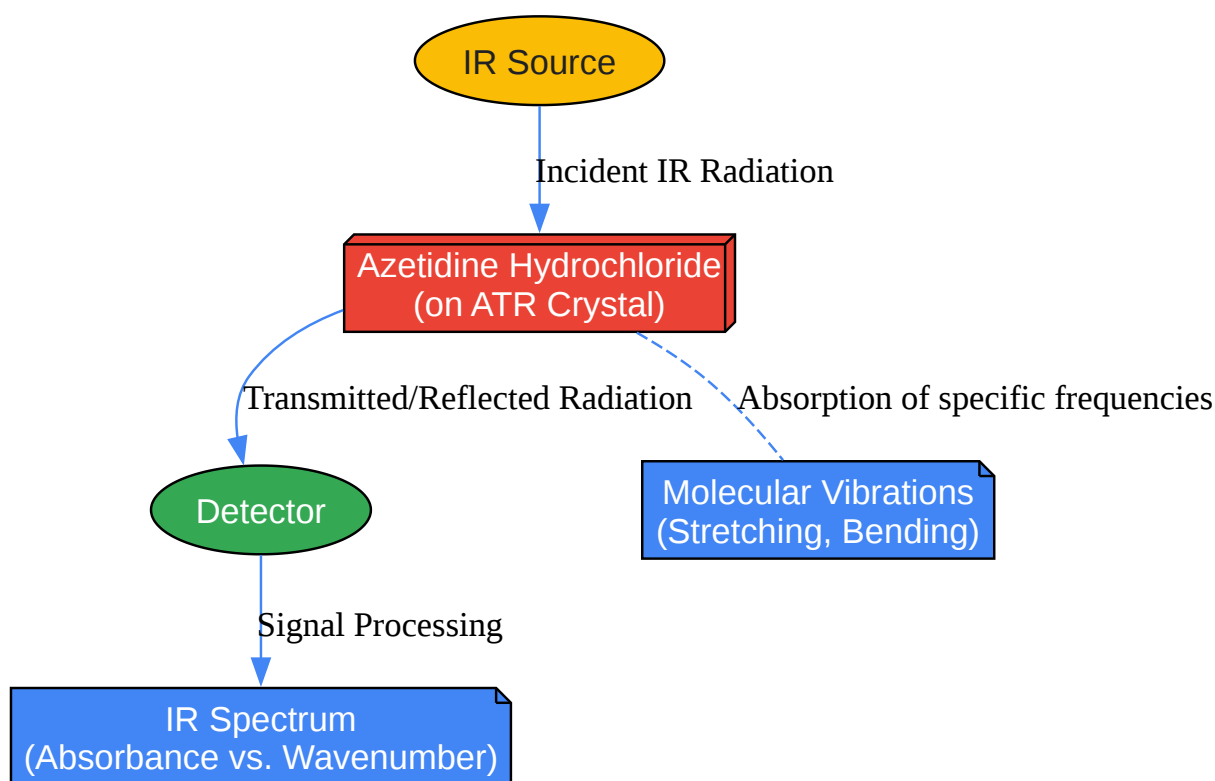 IR Source
Incident IR Radiation
Azetidine Hydrochloride
(on ATR Crystal)
Transmitted/Reflected Radiation
Absorption of specific frequencies
Detector
Molecular Vibrations
(Stretching, Bending)
Signal Processing
IR Spectrum
(Absorbance vs. Wavenumber)